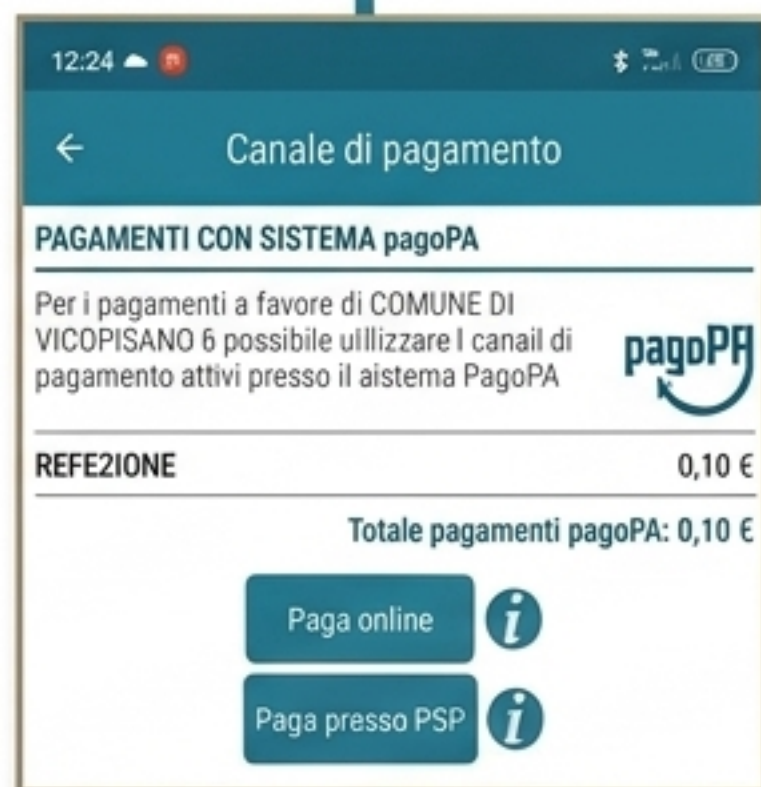 12:24
Canale di pagamento
PAGAMENTI CON SISTEMA pagoPA
Per i pagamenti a favore di COMUNE DI
VICOPISANO 6 possibile uIllizzare I canail di
pagamento attivi presso il aistema PagoPA
pagoPA
REFE2IONE 0,10 €
Totale pagamenti pagoPA: 0,10 €
Paga online i
Paga presso PSP i